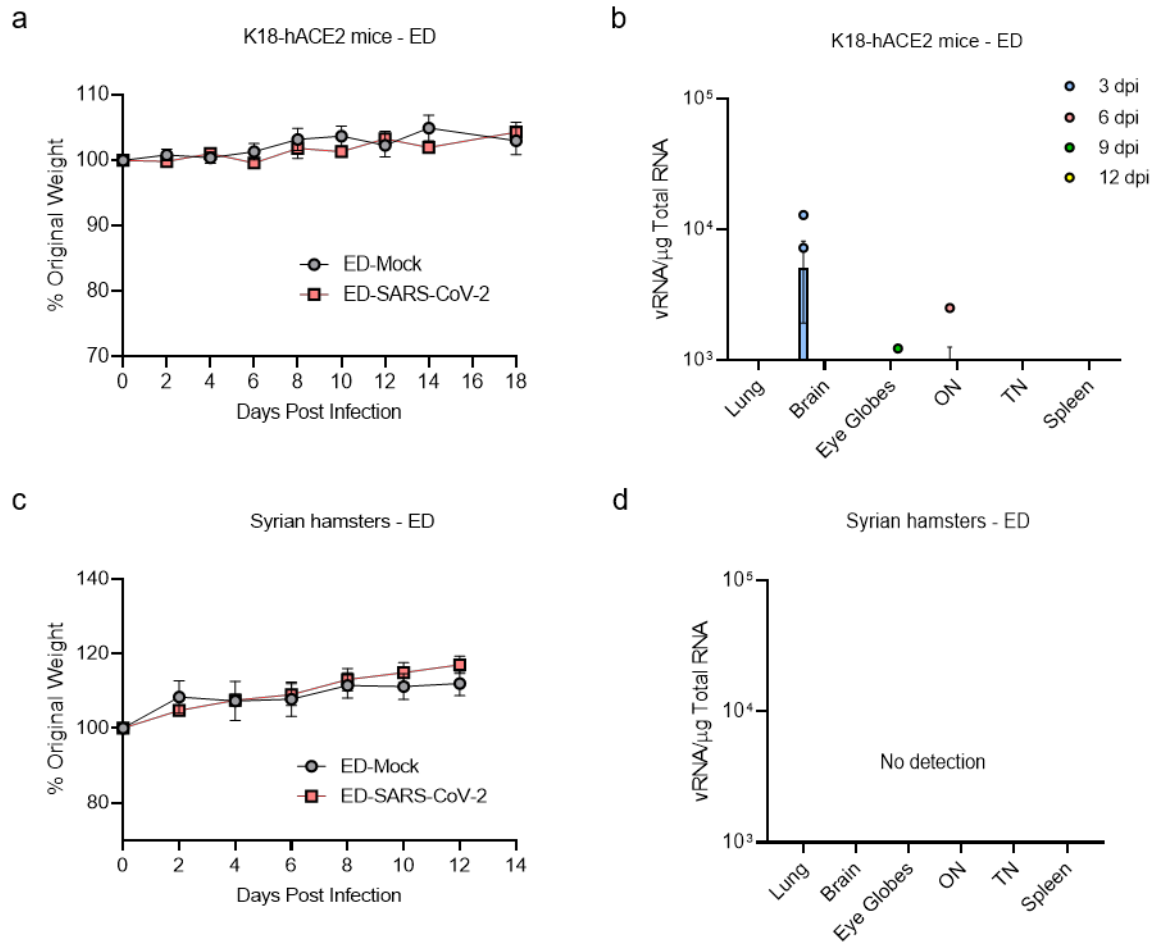 a
K18-hACE2 mice - ED
110
100
90
80
70
% Original Weight
ED-Mock
ED-SARS-CoV-2
0 2 4 6 8 10 12 14 18
Days Post Infection
b
K18-hACE2 mice - ED
3 dpi
6 dpi
9 dpi
12 dpi
10⁵
10⁴
10³
vRNA/μg Total RNA
Lung
Brain
Eye Globes
ON
TN
Spleen
c
Syrian hamsters - ED
140
120
100
80
% Original Weight
ED-Mock
ED-SARS-CoV-2
0 2 4 6 8 10 12 14
Days Post Infection
d
Syrian hamsters - ED
10⁵
10⁴
10³
vRNA/μg Total RNA
No detection
Lung
Brain
Eye Globes
ON
TN
Spleen